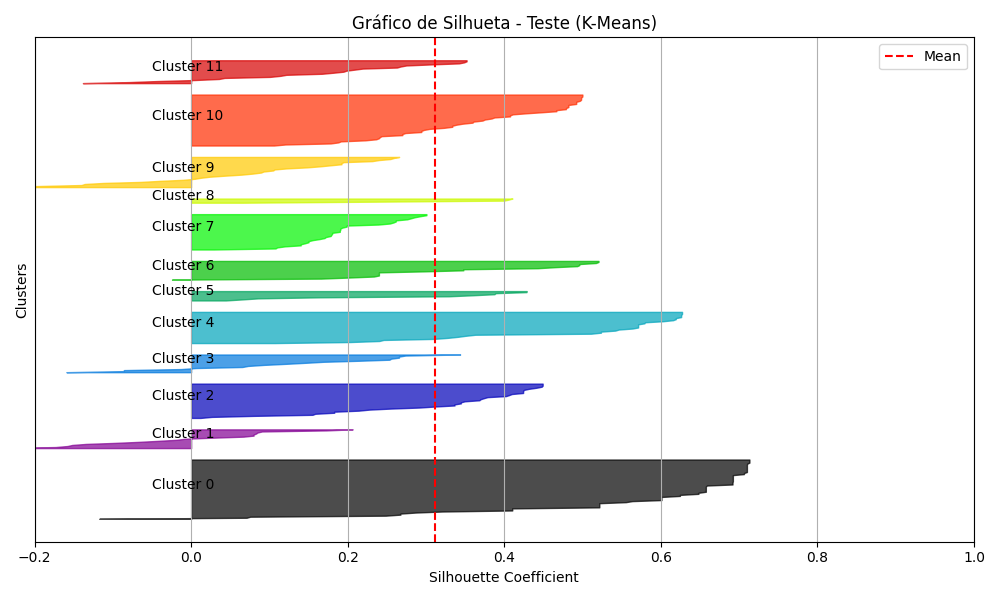 Gráfico de Silhueta - Teste (K-Means)
Mean
Cluster 11
Cluster 10
Cluster 9
Cluster 8
Cluster 7
Cluster 6
Cluster 5
Cluster 4
Cluster 3
Cluster 2
Cluster 1
Cluster 0
Clusters
−0.2 0.0 0.2 0.4 0.6 0.8 1.0
Silhouette Coefficient